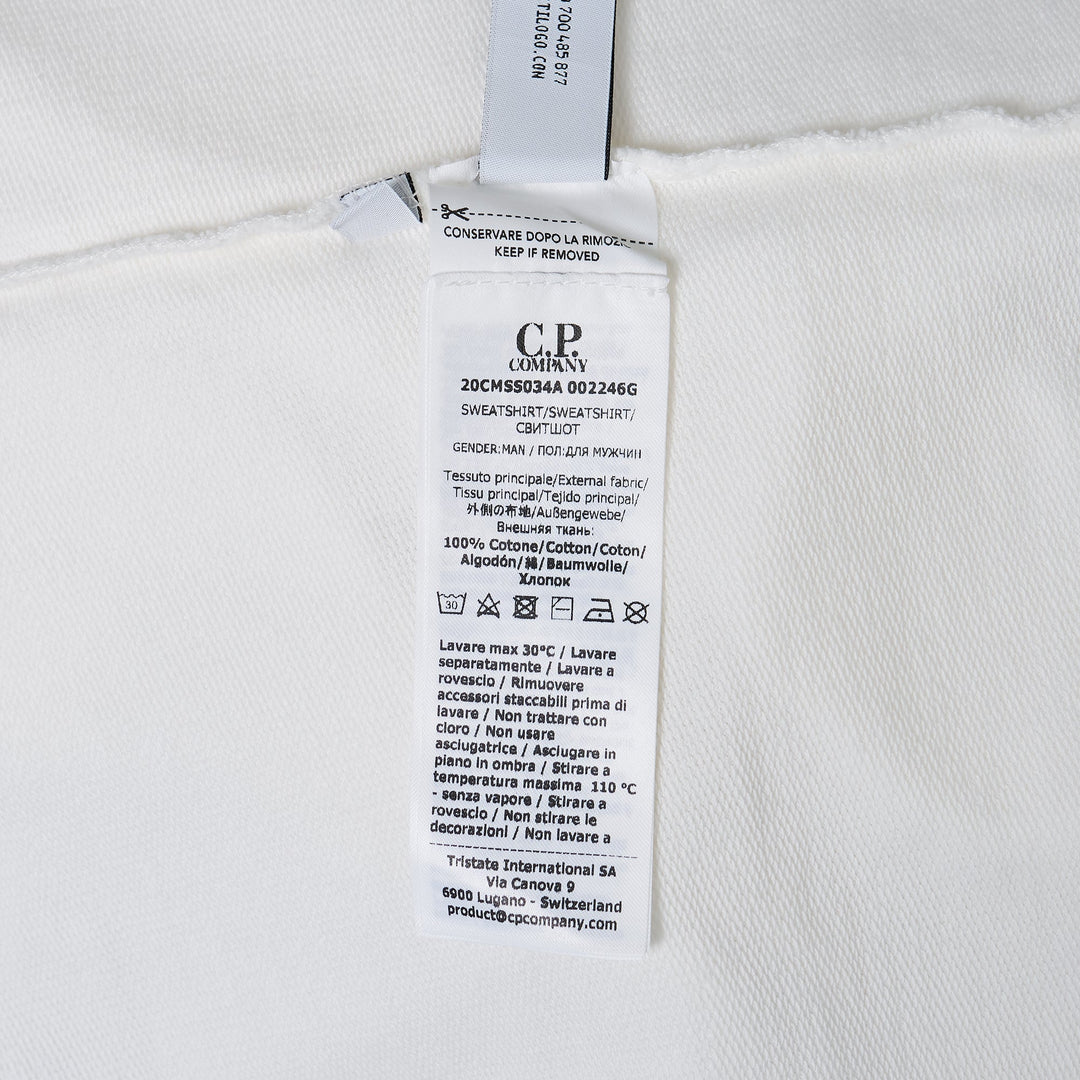 700 485 877
TILOGO.COM
CONSERVARE DOPO LA
KEEP IF REMOVED
C.P.
COMPANY
20CMSS034A 002246G
SWEATSHIRT/SWEATSHIRT/
СВИТШОТ
GENDER:MAN / ПОЛ:ДЛЯ МУЖЧИН
Tessuto principale/External fabric/
Tissu principal/Tejido principal/
外側の布地/Außengewebe/
Внешняя ткань:
100% Cotone/Cotton/Coton/
Algodón/綿/Baumwolle/
Хлопок
30
Lavare max 30°C / Lavare
separatamente / Lavare a
rovescio / Rimuovere
accessori staccabili prima di
lavare / Non trattare con
cloro / Non usare
asciugatrice / Asciugare in
piano in ombra / Stirare a
temperatura massima 110 °C
- senza vapore / Stirare a
rovescio / Non stirare le
decorazioni / Non lavare a
Tristate International SA
Via Canova 9
6900 Lugano - Switzerland
product@cpcompany.com